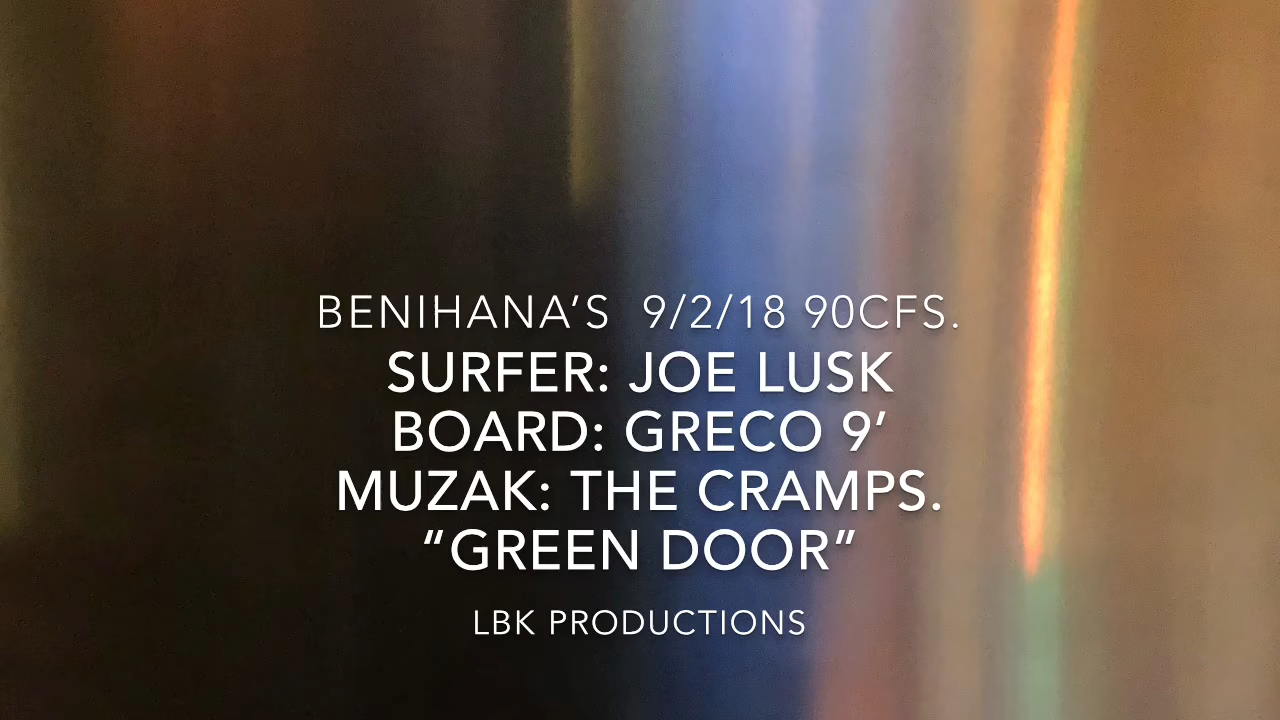 BENIHANA’S  9/2/18 90CFS.
SURFER: JOE LUSK
BOARD: GRECO 9’
MUZAK: THE CRAMPS.
“GREEN DOOR”
LBK PRODUCTIONS